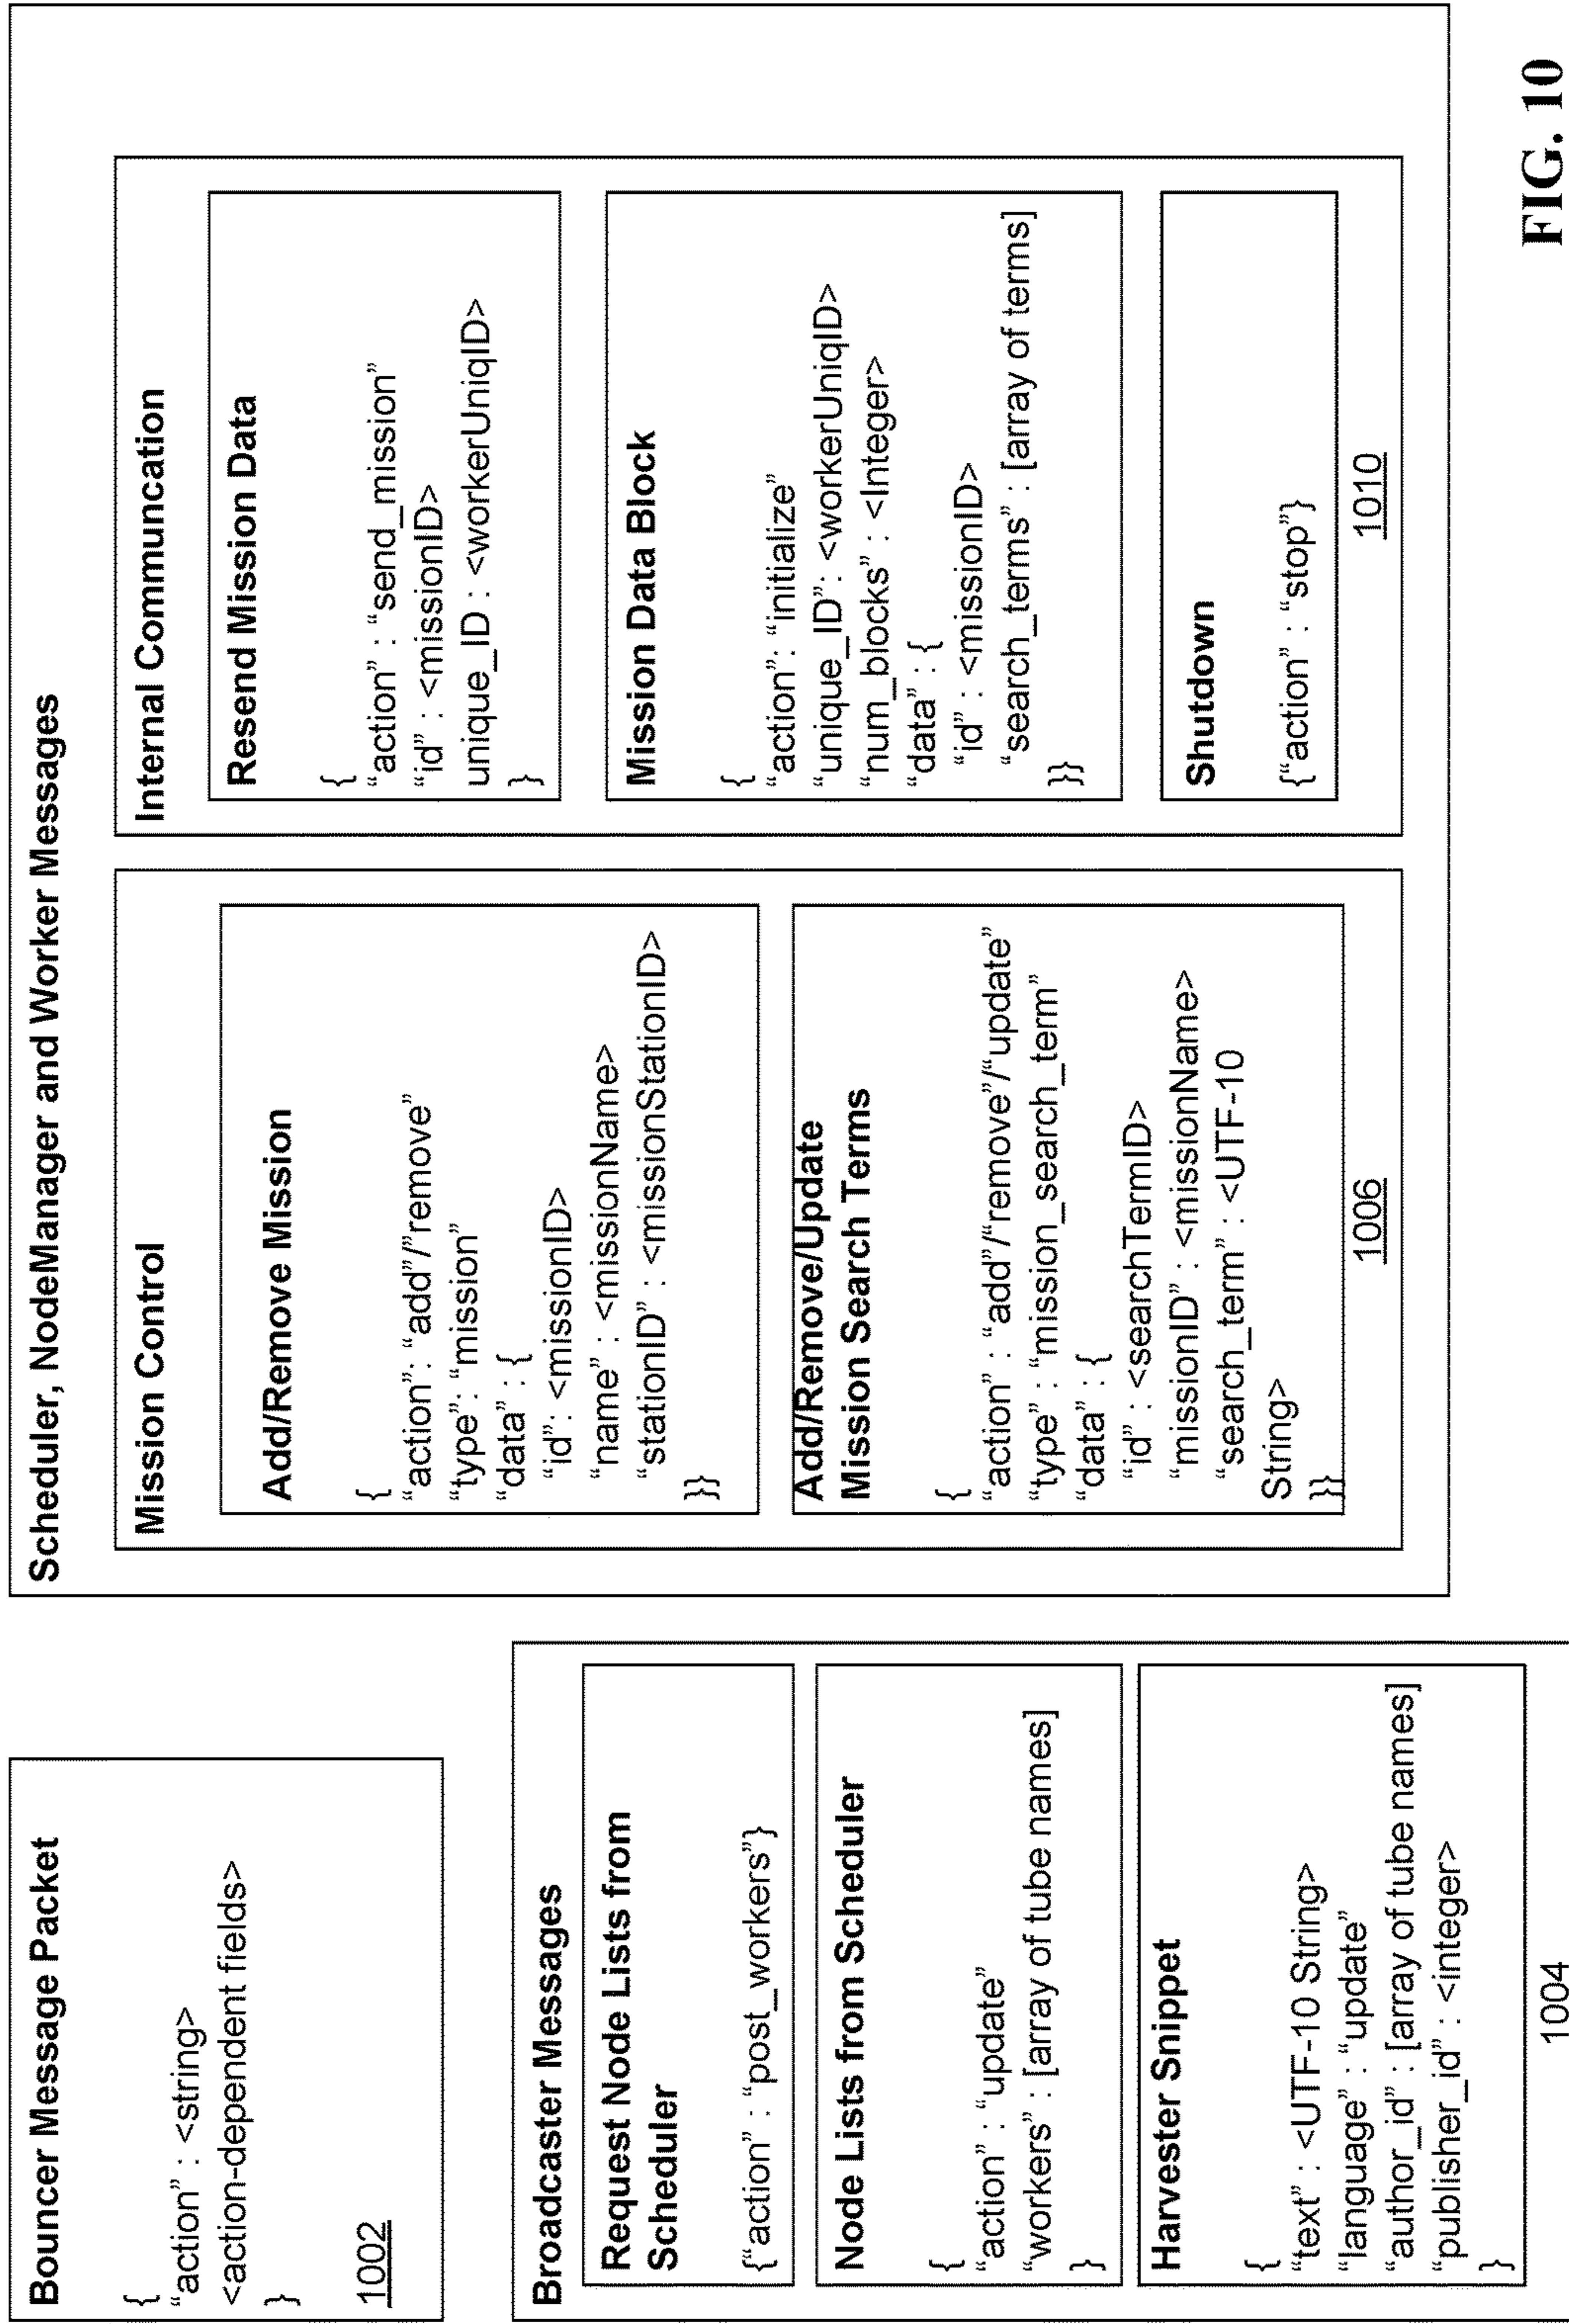 Bouncer Message Packet
{
“action” : <string>
<action-dependent fields>
}
1002
Broadcaster Messages
Request Node Lists from
Scheduler
{“action” : “post_workers”}
Node Lists from Scheduler
{
“action” : “update”
“workers” : [array of tube names]
}
Harvester Snippet
{
“text” : <UTF-10 String>
“language” : “update”
“author_id” : [array of tube names]
“publisher_id” : <integer>
}
1004
Scheduler, NodeManager and Worker Messages
Mission Control
Add/Remove Mission
{
“action”: “add”/”remove”
“type”: “mission”
“data” : {
“id”: <missionID>
“name” : <missionName>
“stationID” : <missionStationID>
}}
Add/Remove/Update
Mission Search Terms
{
“action” : “add”/“remove”/“update”
“type” : “mission_search_term”
“data” : {
“id” : <searchTermID>
“missionID” : <missionName>
“search_term” : <UTF-10
String>
}}
1006
Internal Communcation
Resend Mission Data
{
“action” : “send_mission”
“id” : <missionID>
unique_ID : <workerUniqID>
}
Mission Data Block
{
“action”: “initialize”
“unique_ID”: <workerUniqID>
“num_blocks” : <Integer>
“data” : {
“id” : <missionID>
“search_terms” : [array of terms]
}}
Shutdown
{“action” : “stop”}
1010
FIG. 10